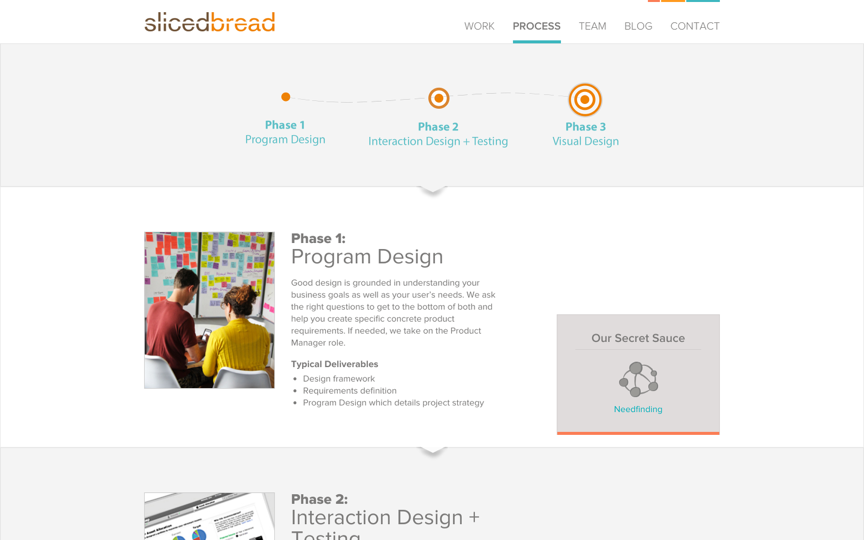 slicedbread
WORK PROCESS TEAM BLOG CONTACT
Phase 1
Program Design
Phase 2
Interaction Design + Testing
Phase 3
Visual Design
Phase 1:
Program Design
Good design is grounded in understanding your
business goals as well as your user's needs. We ask
the right questions to get to the bottom of both and
help you create specific concrete product
requirements. If needed, we take on the Product
Manager role.
Typical Deliverables
• Design framework
• Requirements definition
• Program Design which details project strategy
Our Secret Sauce
Needfinding
Phase 2:
Interaction Design +
Testing